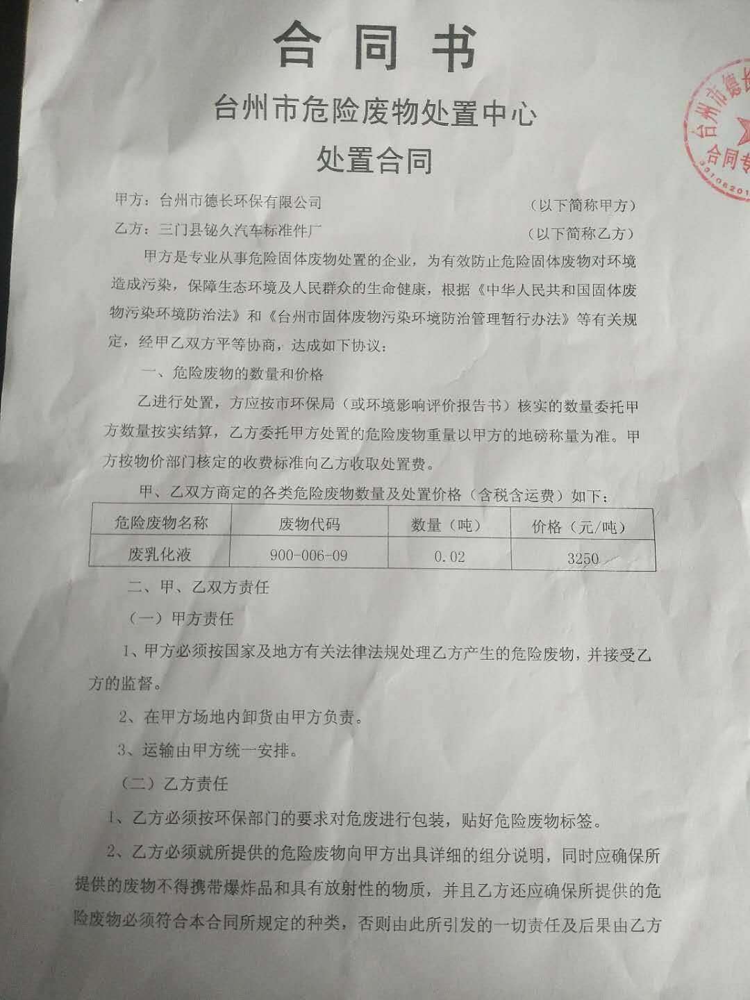 合同书
台州市危险废物处置中心
处置合同
甲方：台州市德长环保有限公司 （以下简称甲方）
乙方：三门县铋久汽车标准件厂 （以下简称乙方）
甲方是专业从事危险固体废物处置的企业，为有效防止危险固体废物对环境
造成污染，保障生态环境及人民群众的生命健康，根据《中华人民共和国固体废
物污染环境防治法》和《台州市固体废物污染环境防治管理暂行办法》等有关规
定，经甲乙双方平等协商，达成如下协议：
一、危险废物的数量和价格
乙进行处置，方应按市环保局（或环境影响评价报告书）核实的数量委托甲
方数量按实结算，乙方委托甲方处置的危险废物重量以甲方的地磅称量为准。甲
方按物价部门核定的收费标准向乙方收取处置费。
甲、乙双方商定的各类危险废物数量及处置价格（含税含运费）如下：
危险废物名称 废物代码 数量（吨） 价格（元/吨）
废乳化液 900-006-09 0.02 3250
二、甲、乙双方责任
（一）甲方责任
1、甲方必须按国家及地方有关法律法规处理乙方产生的危险废物，并接受乙
方的监督。
2、在甲方场地内卸货由甲方负责。
3、运输由甲方统一安排。
（二）乙方责任
1、乙方必须按环保部门的要求对危废进行包装，贴好危险废物标签。
2、乙方必须就所提供的危险废物向甲方出具详细的组分说明，同时应确保所
提供的废物不得携带爆炸品和具有放射性的物质，并且乙方还应确保所提供的危
险废物必须符合本合同所规定的种类，否则由此所引发的一切责任及后果由乙方
台州市德长
合同专